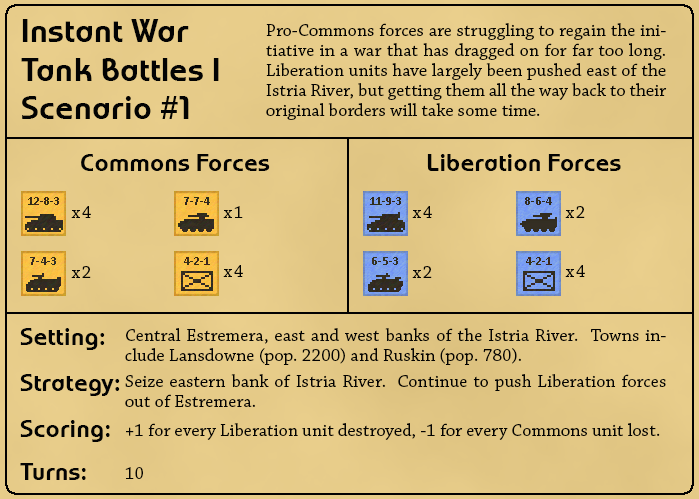 Instant War
Tank Battles I
Scenario #1
Pro-Commons forces are struggling to regain the ini-
tiative in a war that has dragged on for far too long.
Liberation units have largely been pushed east of the
Istria River, but getting them all the way back to their
original borders will take some time.
Commons Forces
12-8-3 x4
7-7-4 x1
7-4-3 x2
4-2-1 x4
Liberation Forces
11-9-3 x4
8-6-4 x2
6-5-3 x2
4-2-1 x4
Setting: Central Estremera, east and west banks of the Istria River. Towns in-
clude Lansdowne (pop. 2200) and Ruskin (pop. 780).
Strategy: Seize eastern bank of Istria River. Continue to push Liberation forces
out of Estremera.
Scoring: +1 for every Liberation unit destroyed, -1 for every Commons unit lost.
Turns: 10